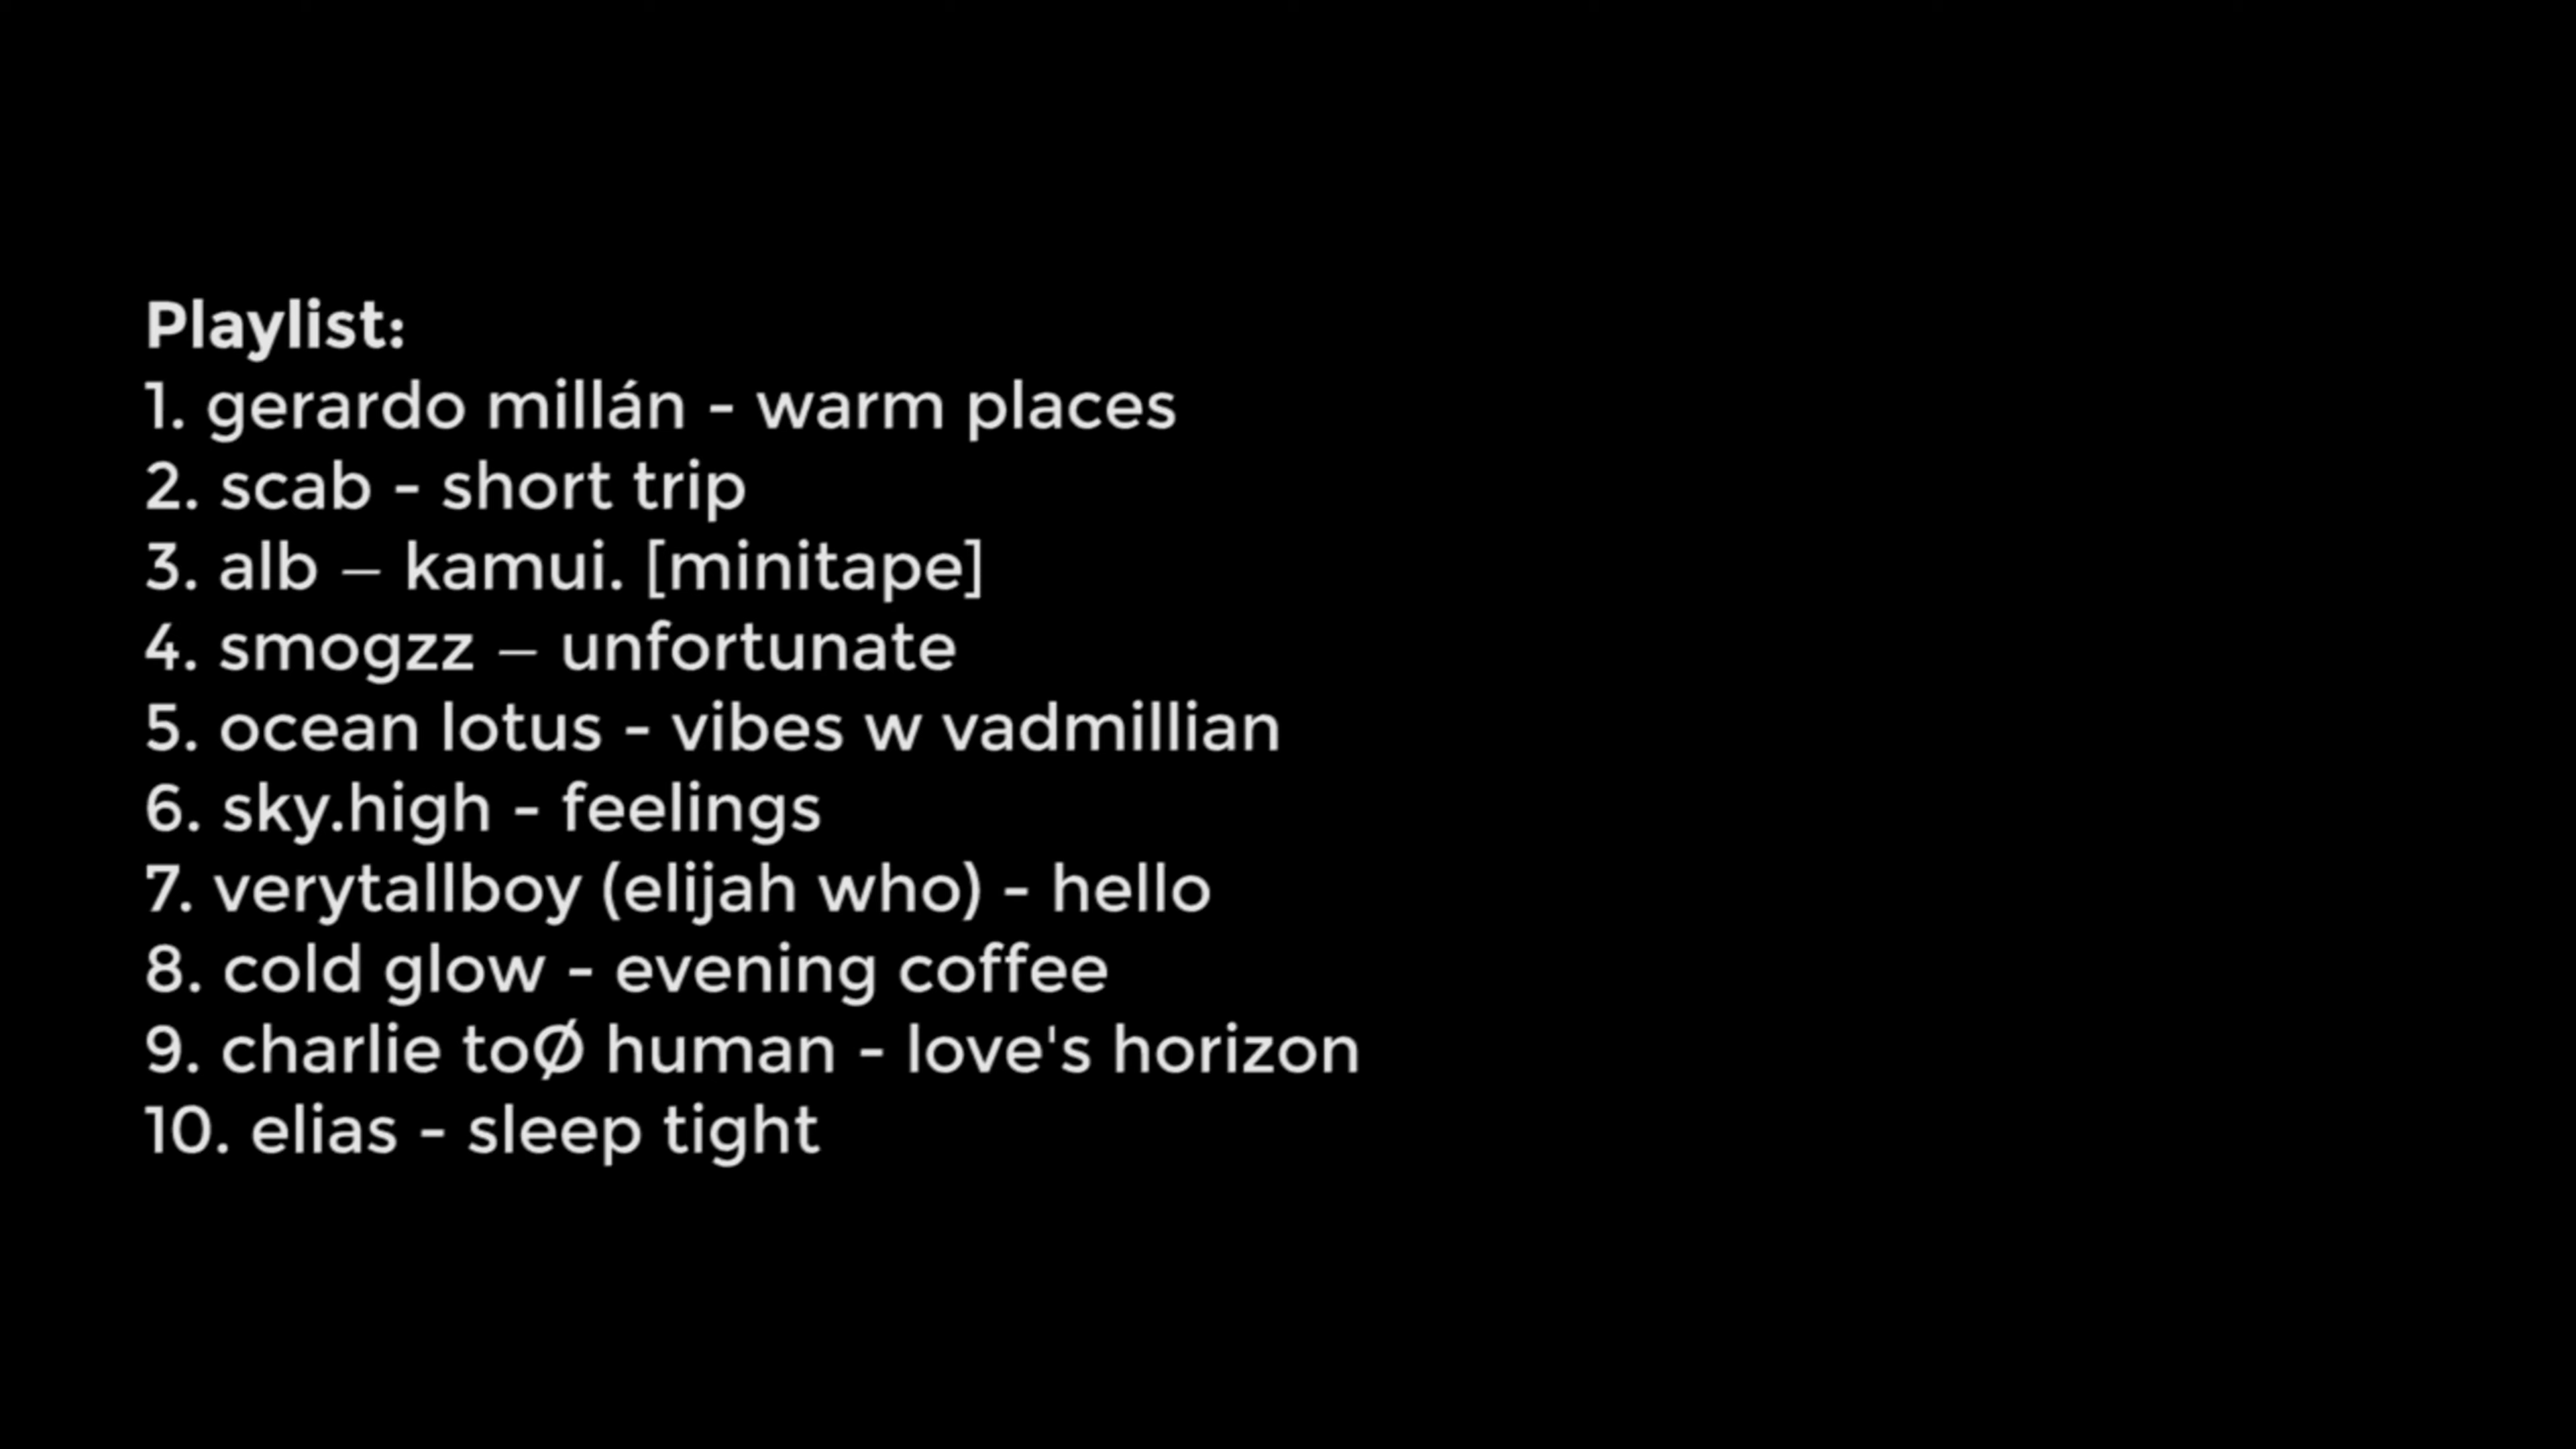 Playlist:
1. gerardo millán - warm places
2. scab - short trip
3. alb – kamui. [minitape]
4. smogzz – unfortunate
5. ocean lotus - vibes w vadmillian
6. sky.high - feelings
7. verytallboy (elijah who) - hello
8. cold glow - evening coffee
9. charlie toØ human - love's horizon
10. elias - sleep tight